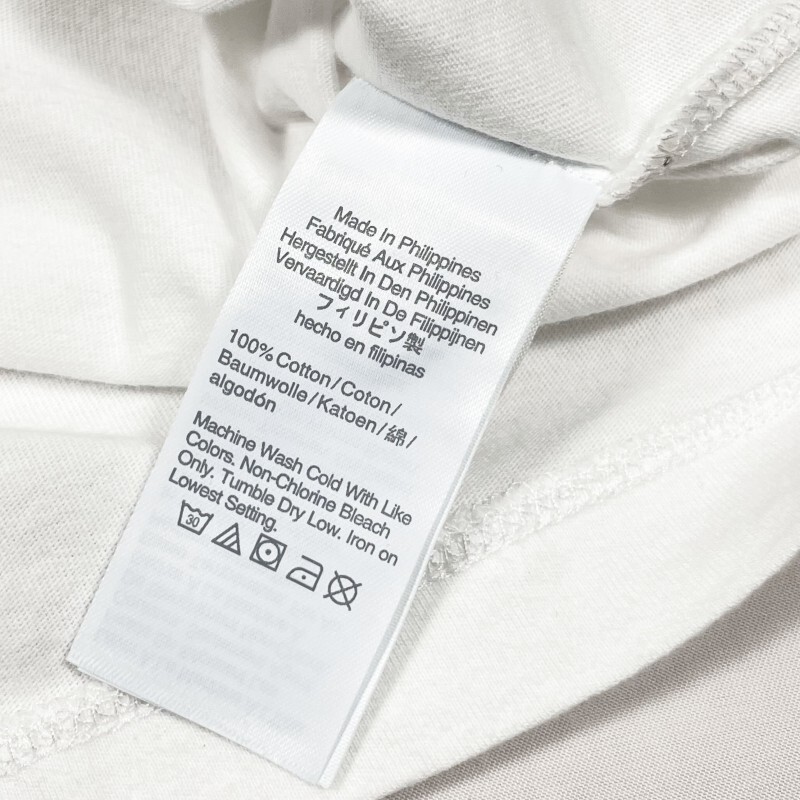 Made In Philippines
Fabriqué Aux Philippines
Hergestellt In Den Philippinen
Vervaardigd In De Filippijnen
フィリピン製
hecho en filipinas
100% Cotton/Coton/
Baumwolle/Katoen/綿/
algodón
Machine Wash Cold With Like
Colors. Non-Chlorine Bleach
Only. Tumble Dry Low. Iron on
Lowest Setting.
30